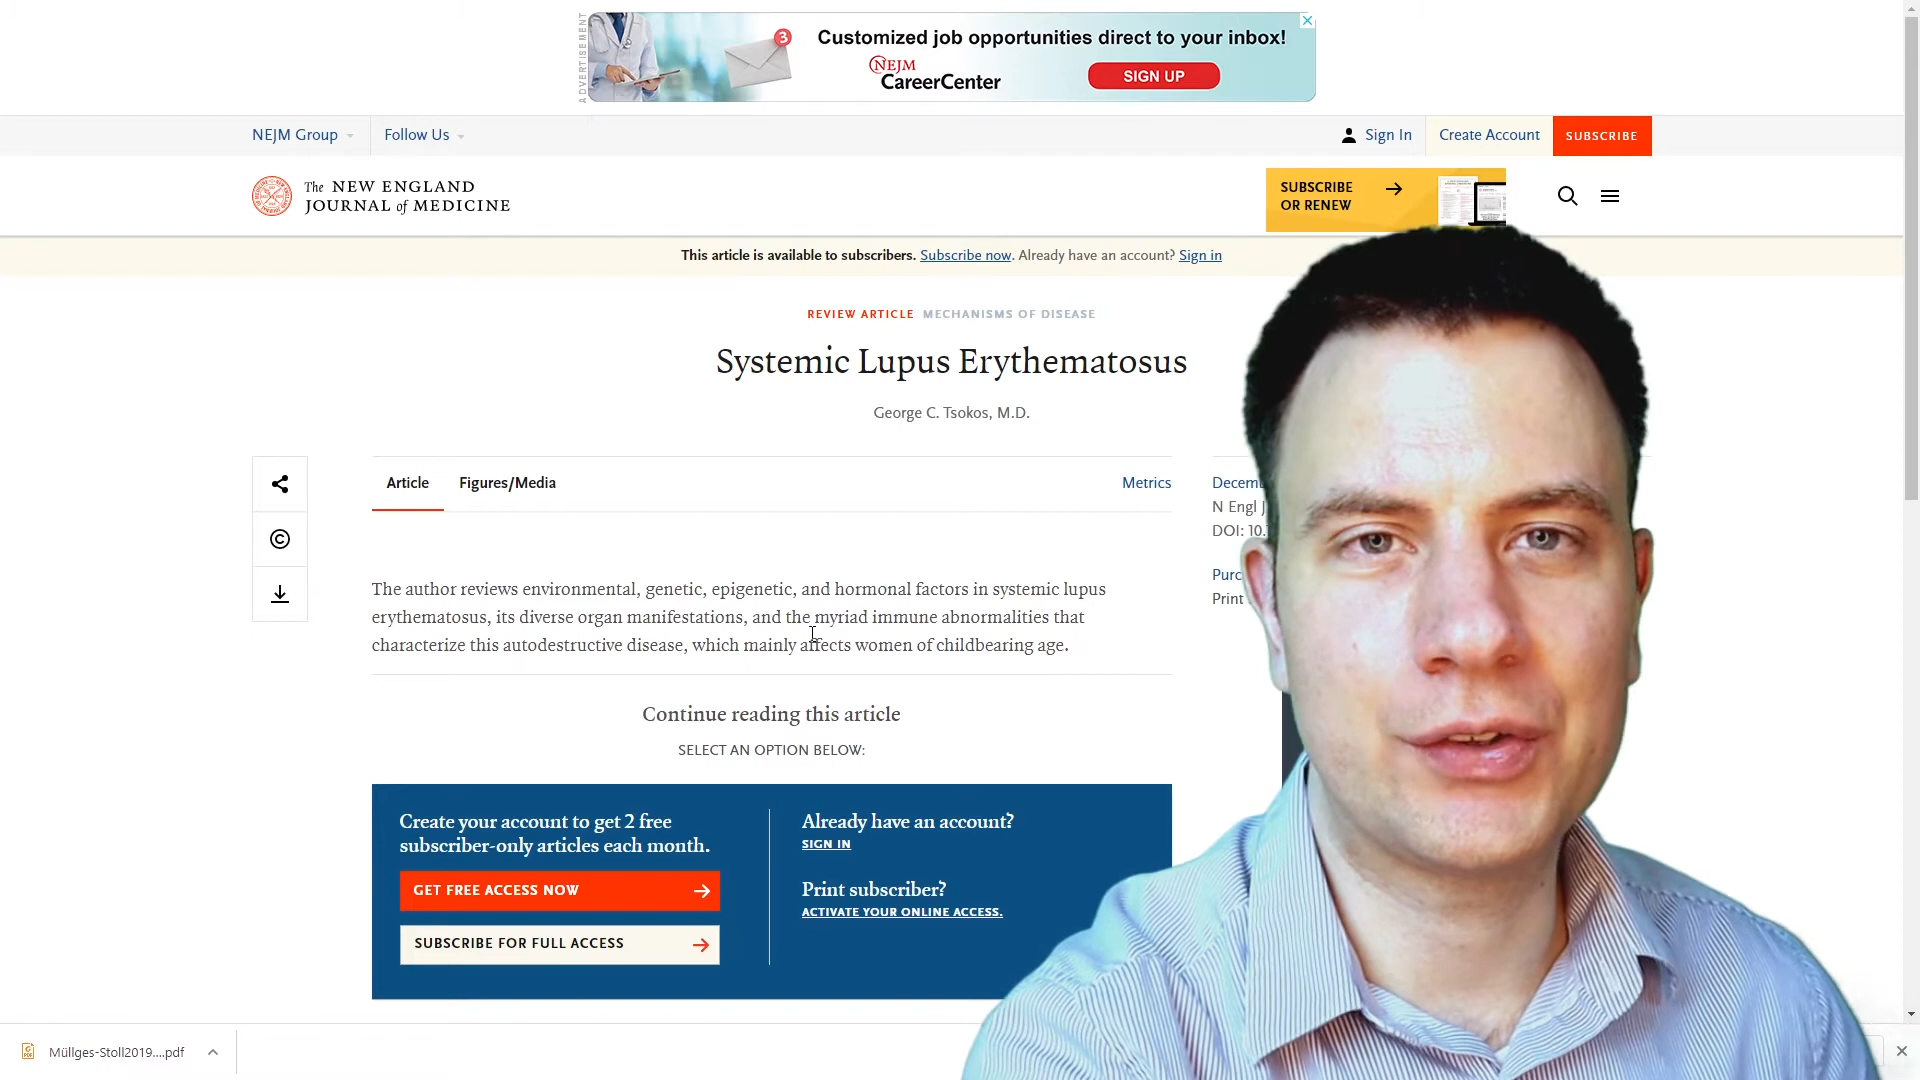 ADVERTISEMENT
3
Customized job opportunities direct to your inbox!
NEJM
CareerCenter
SIGN UP
NEJM Group
Follow Us
Sign In
Create Account
SUBSCRIBE
The NEW ENGLAND
JOURNAL of MEDICINE
SUBSCRIBE
OR RENEW
This article is available to subscribers. Subscribe now. Already have an account? Sign in
REVIEW ARTICLE MECHANISMS OF DISEASE
Systemic Lupus Erythematosus
George C. Tsokos, M.D.
Article
Figures/Media
Metrics
Decem
N Engl J
DOI: 10.
Purc
Print
The author reviews environmental, genetic, epigenetic, and hormonal factors in systemic lupus
erythematosus, its diverse organ manifestations, and the myriad immune abnormalities that
characterize this autodestructive disease, which mainly affects women of childbearing age.
Continue reading this article
SELECT AN OPTION BELOW:
Create your account to get 2 free
subscriber-only articles each month.
GET FREE ACCESS NOW
SUBSCRIBE FOR FULL ACCESS
Already have an account?
SIGN IN
Print subscriber?
ACTIVATE YOUR ONLINE ACCESS.
Müllges-Stoll2019....pdf